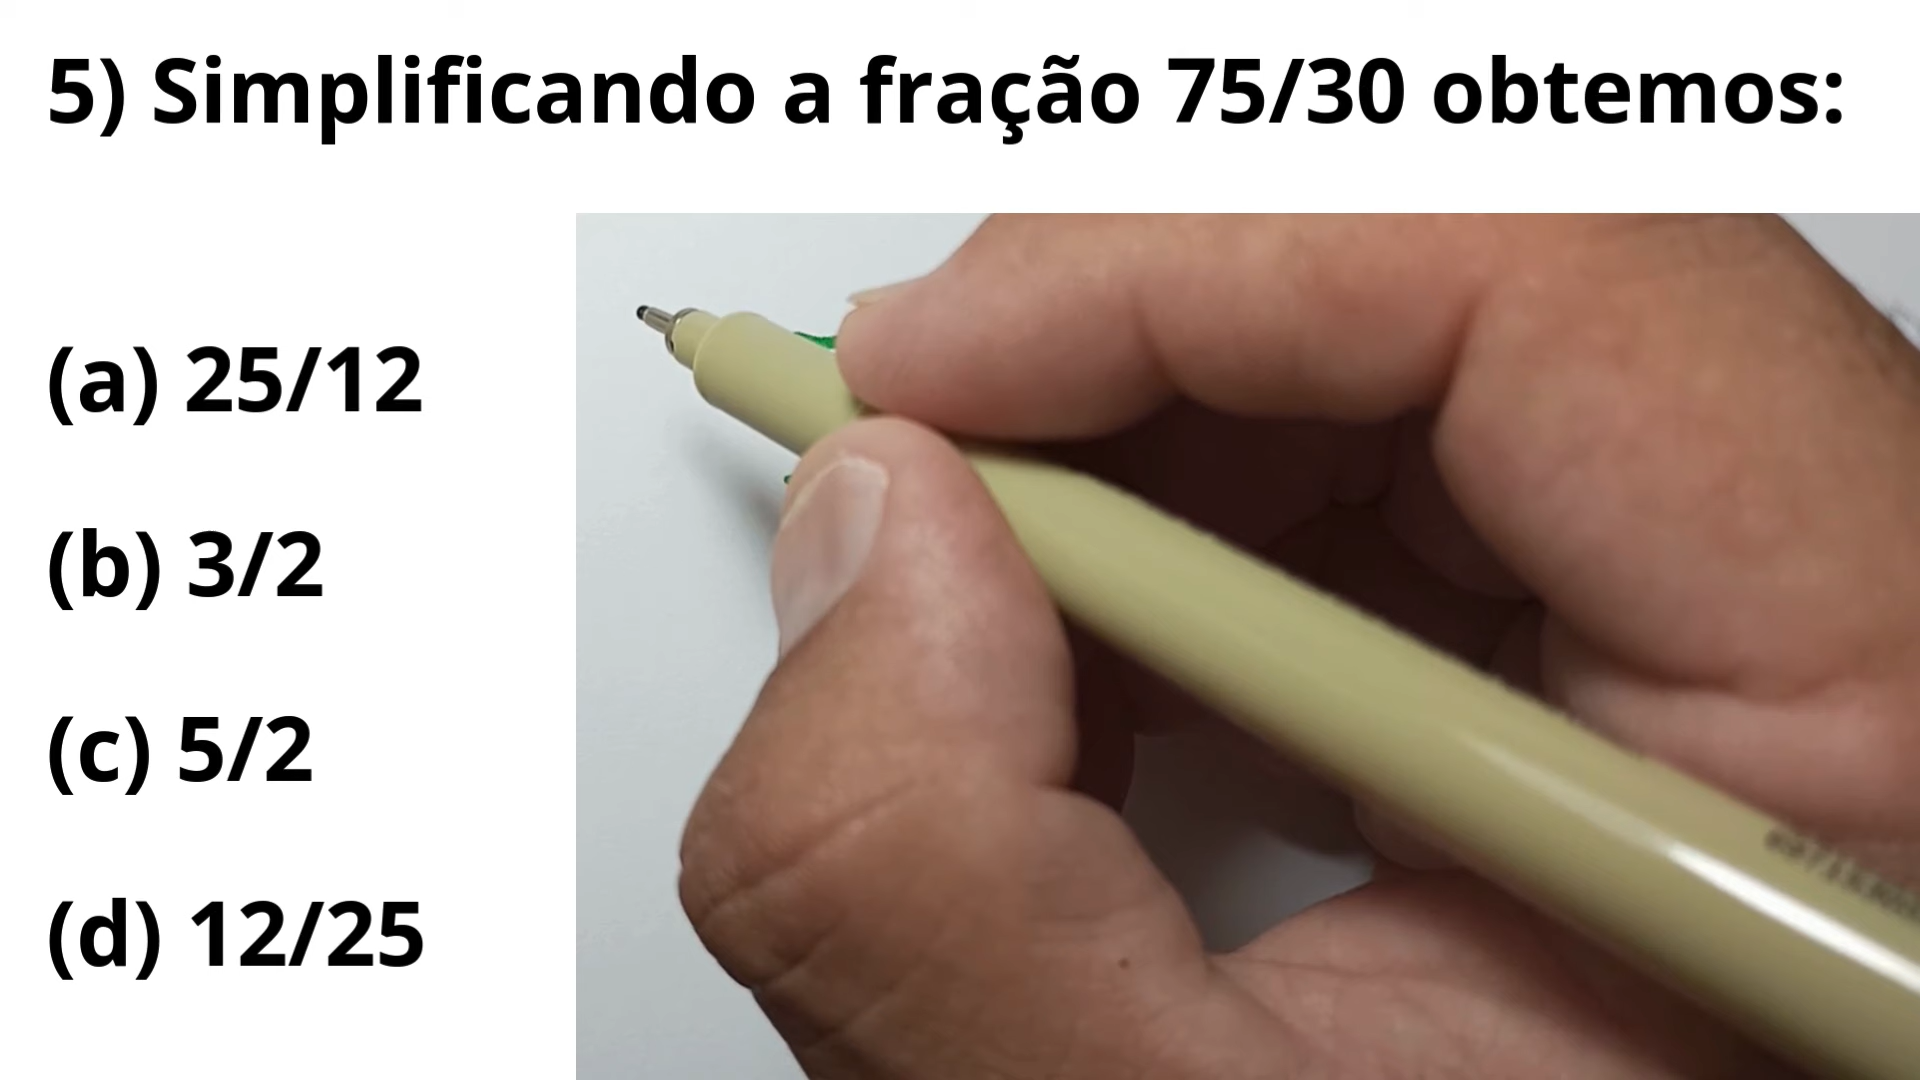 5) Simplificando a fração 75/30 obtemos:
(a) 25/12
(b) 3/2
(c) 5/2
(d) 12/25